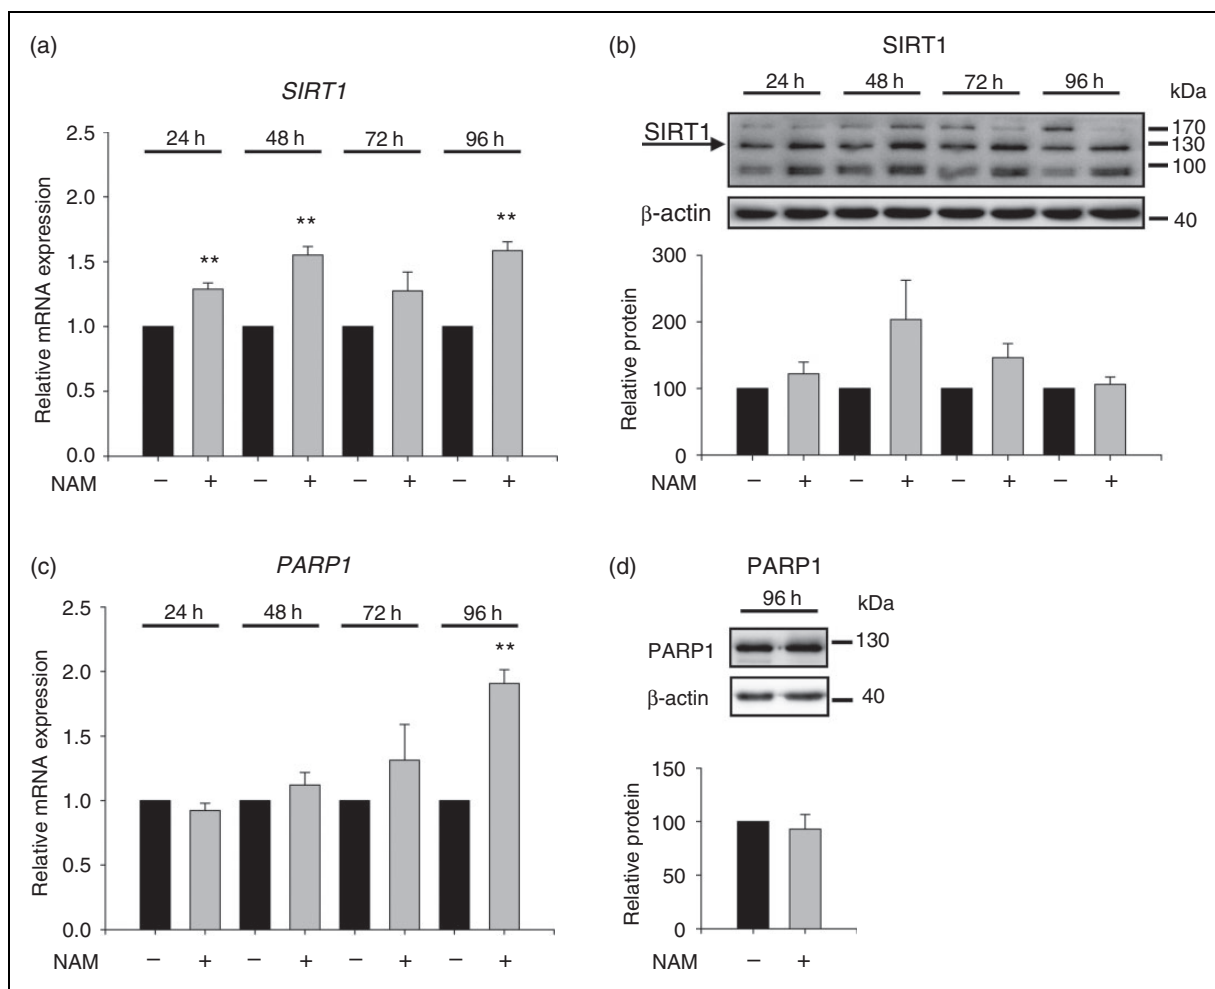 (a)
SIRT1
24 h 48 h 72 h 96 h
2.5
2.0
1.5
1.0
0.5
0.0
Relative mRNA expression
** ** **
NAM − + − + − + − +
(b)
SIRT1
24 h 48 h 72 h 96 h kDa
SIRT1
170
130
100
β-actin
40
300
200
100
0
Relative protein
NAM − + − + − + − +
(c)
PARP1
24 h 48 h 72 h 96 h
2.5
2.0
1.5
1.0
0.5
0.0
Relative mRNA expression
**
NAM − + − + − + − +
(d)
PARP1
96 h kDa
PARP1 130
β-actin 40
150
100
50
0
Relative protein
NAM − +